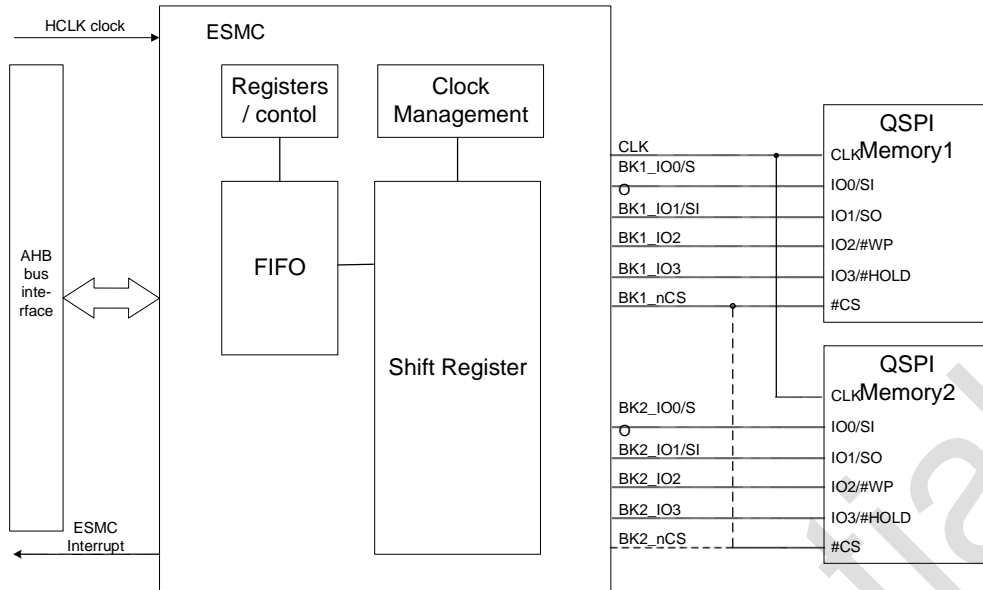 HCLK clock
ESMC
Registers
/ contol
Clock
Management
FIFO
Shift Register
AHB
bus
inte-
rface
ESMC
Interrupt
CLK
BK1_IO0/S
O
BK1_IO1/SI
BK1_IO2
BK1_IO3
BK1_nCS
QSPI
Memory1
CLK
IO0/SI
IO1/SO
IO2/#WP
IO3/#HOLD
#CS
BK2_IO0/S
O
BK2_IO1/SI
BK2_IO2
BK2_IO3
BK2_nCS
QSPI
Memory2
CLK
IO0/SI
IO1/SO
IO2/#WP
IO3/#HOLD
#CS
tial